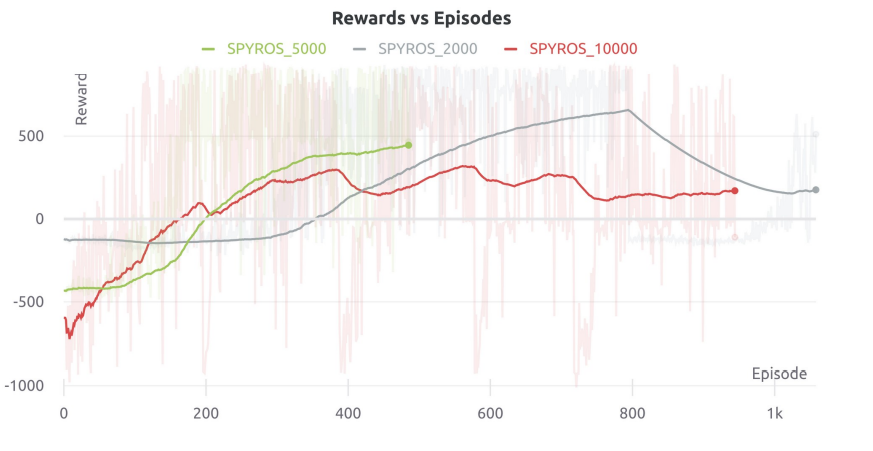 Rewards vs Episodes
SPYROS_5000 SPYROS_2000 SPYROS_10000
Reward
500
0
-500
-1000
Episode
0 200 400 600 800 1k